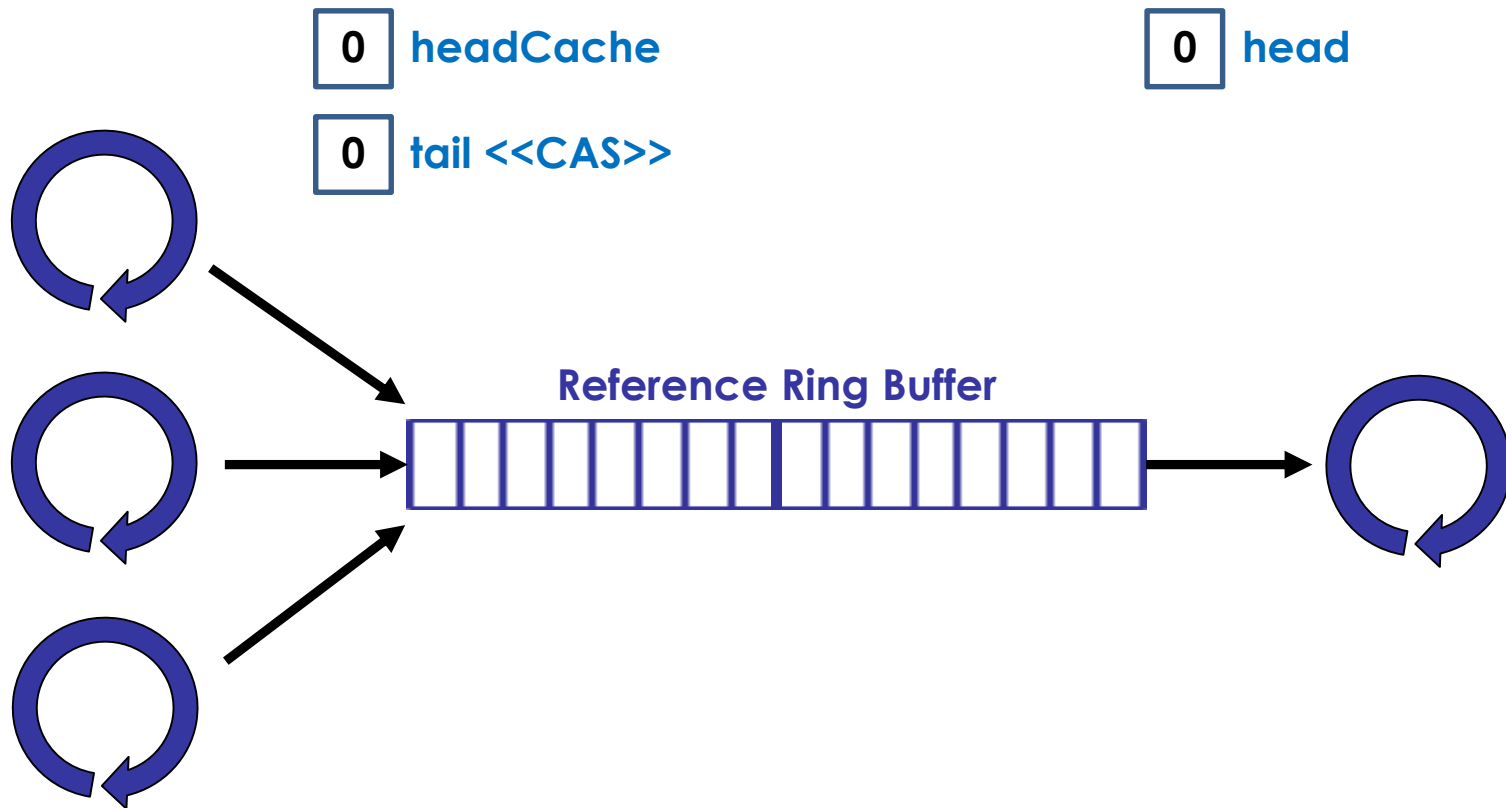 0 headCache
0 head
0 tail <<CAS>>
Reference Ring Buffer